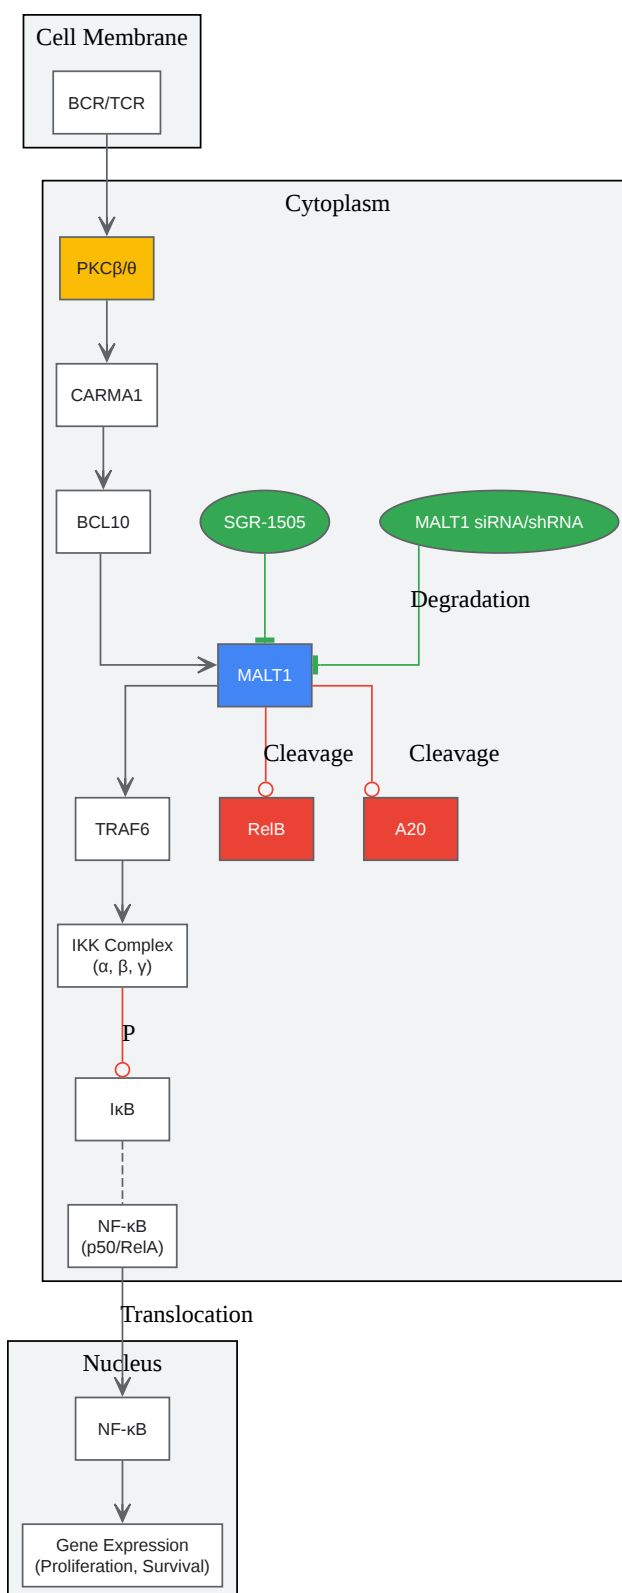 Cell Membrane
BCR/TCR
Cytoplasm
PKCβ/θ
CARMA1
BCL10
SGR-1505
MALT1 siRNA/shRNA
Degradation
MALT1
Cleavage
Cleavage
TRAF6
RelB
A20
IKK Complex
(α, β, γ)
P
IκB
NF-κB
(p50/RelA)
Translocation
Nucleus
NF-κB
Gene Expression
(Proliferation, Survival)